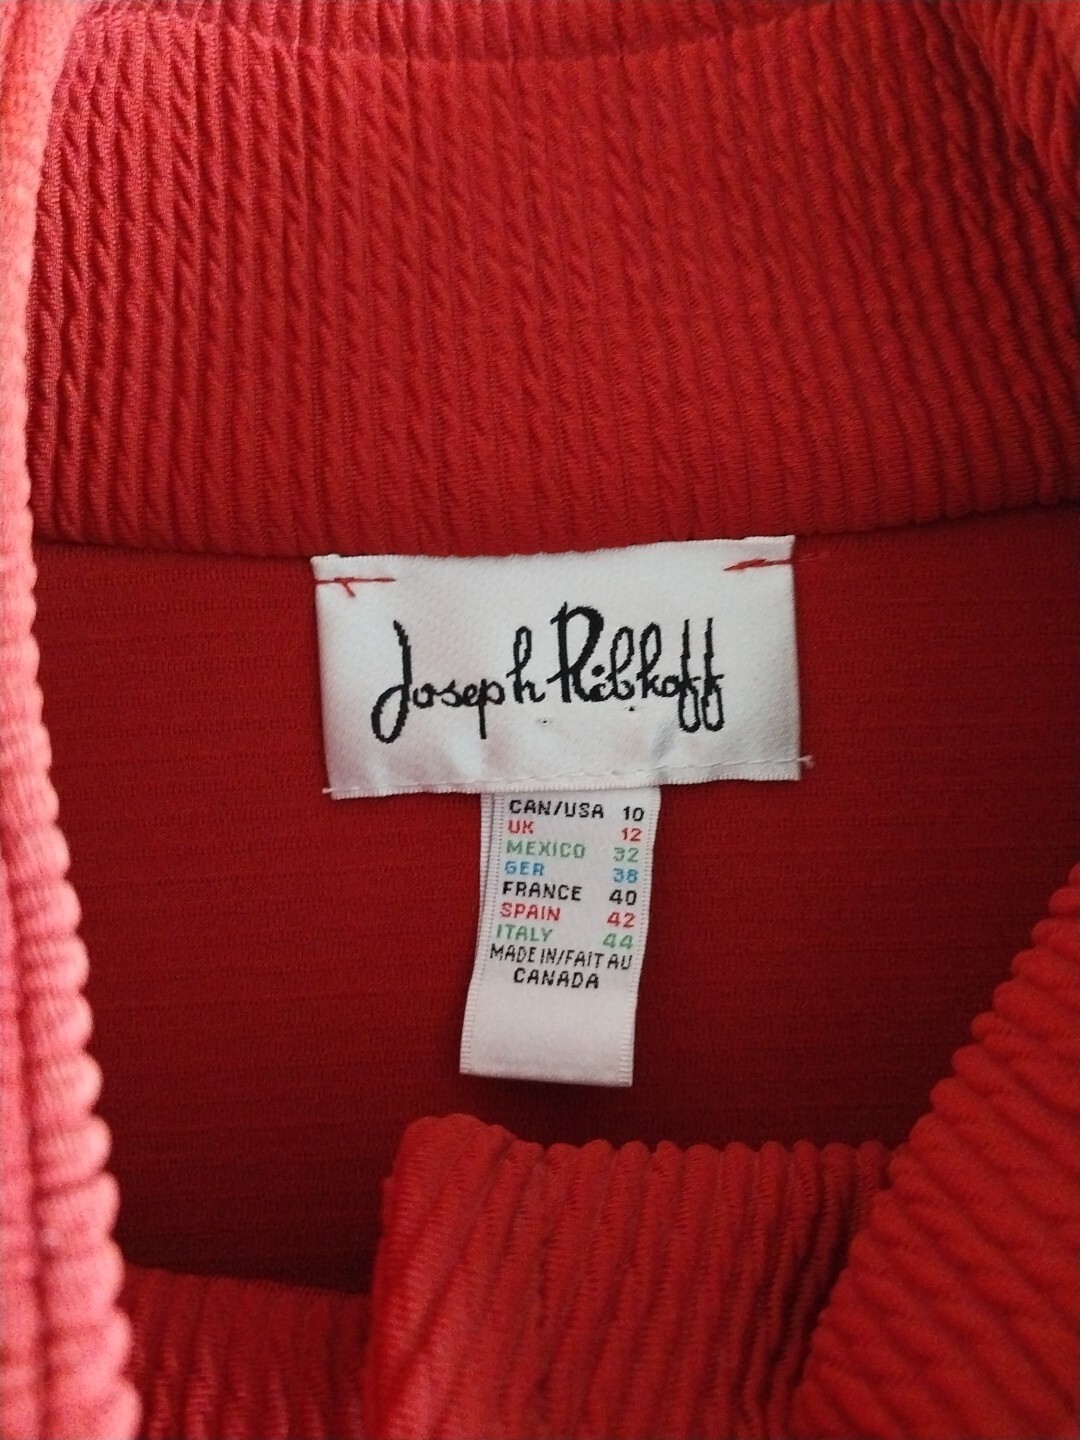 Joseph Ribkoff
CAN/USA 10
UK 12
MEXICO 32
GER 38
FRANCE 40
SPAIN 42
ITALY 44
MADE IN/FAIT AU
CANADA